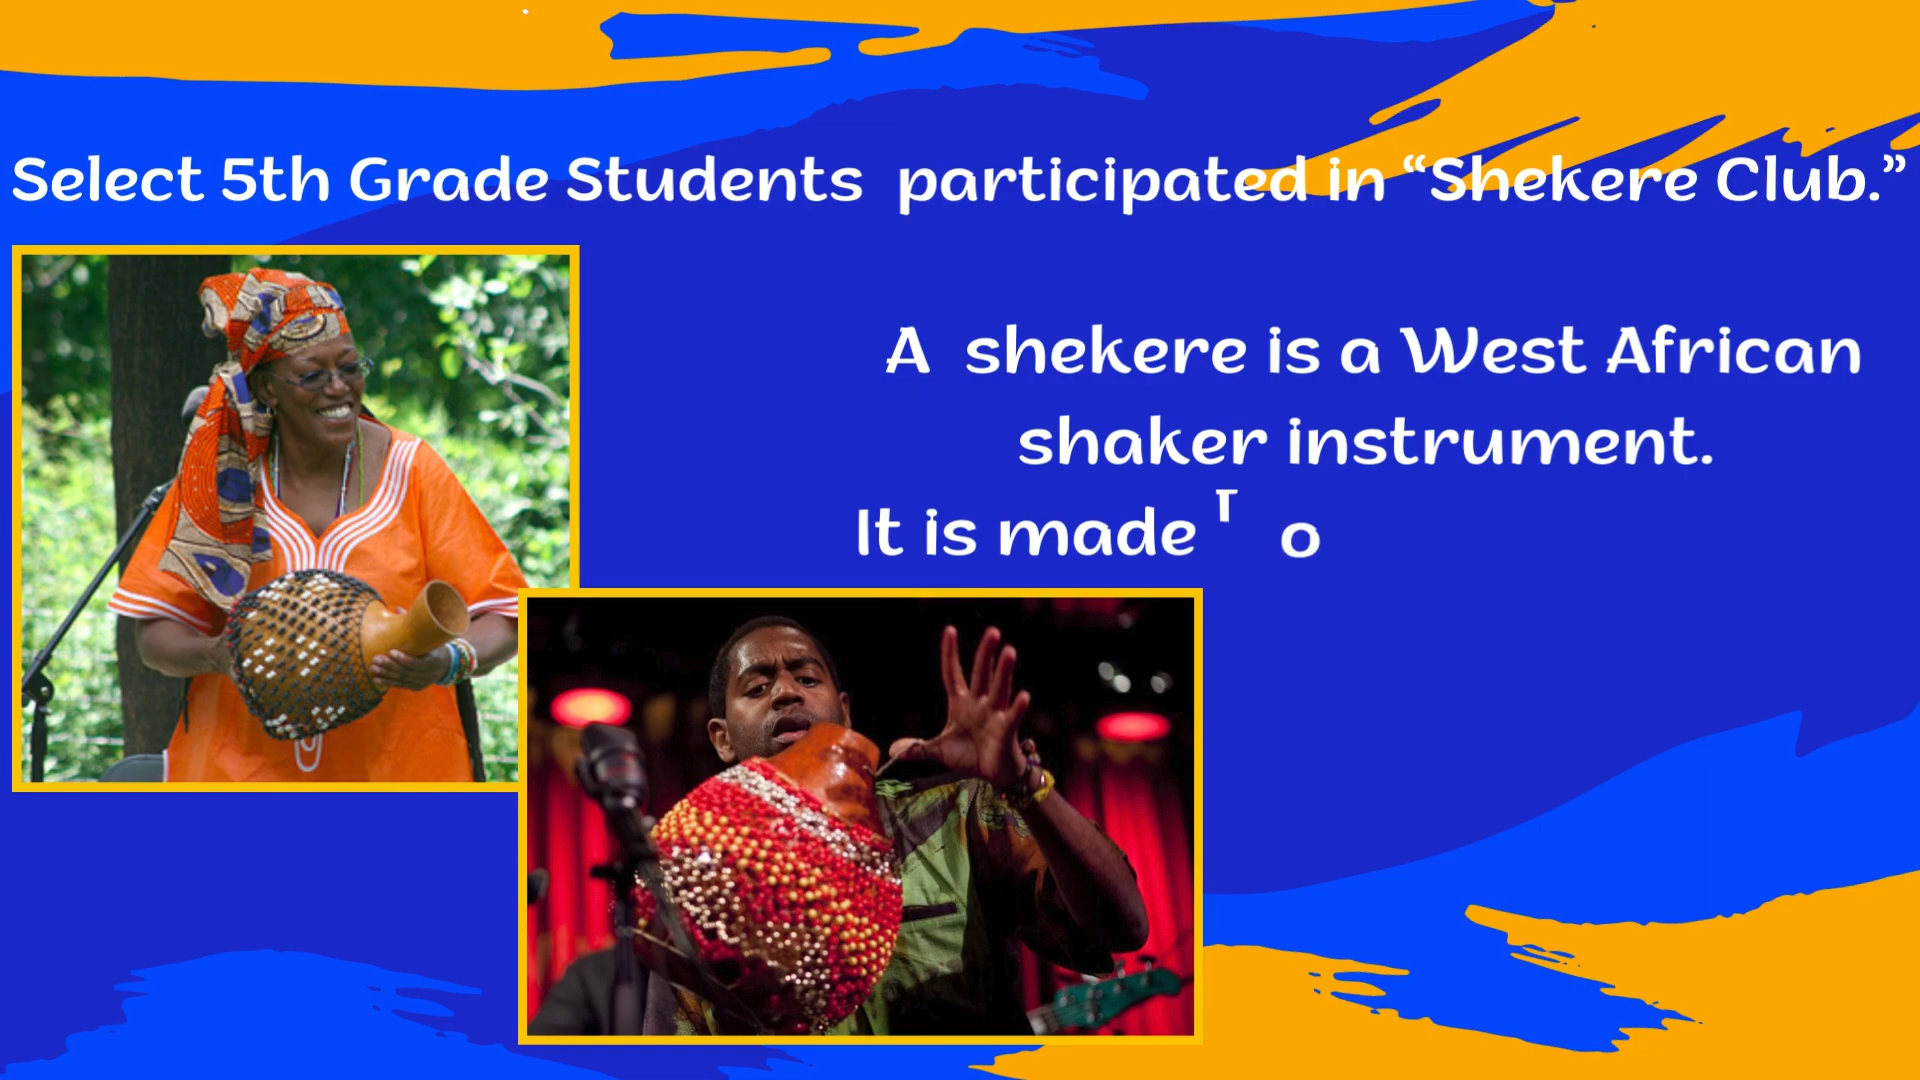 Select 5th Grade Students participated in “Shekere Club.”
A shekere is a West African
shaker instrument.
It is made